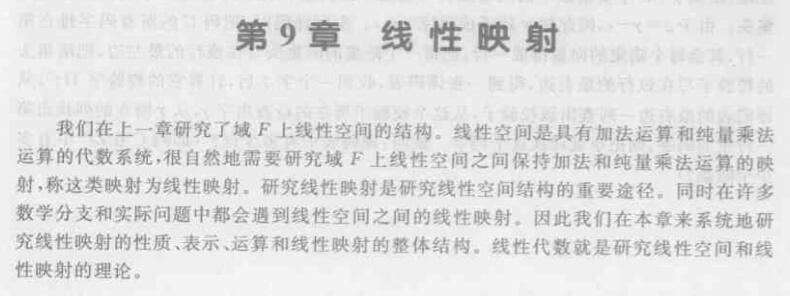 第9章 线性映射
我们在上一章研究了域 F 上线性空间的结构。线性空间是具有加法运算和纯量乘法
运算的代数系统,很自然地需要研究域 F 上线性空间之间保持加法和纯量乘法运算的映
射,称这类映射为线性映射。研究线性映射是研究线性空间结构的重要途径。同时在许多
数学分支和实际问题中都会遇到线性空间之间的线性映射。因此我们在本章来系统地研
究线性映射的性质、表示、运算和线性映射的整体结构。线性代数就是研究线性空间和线
性映射的理论。